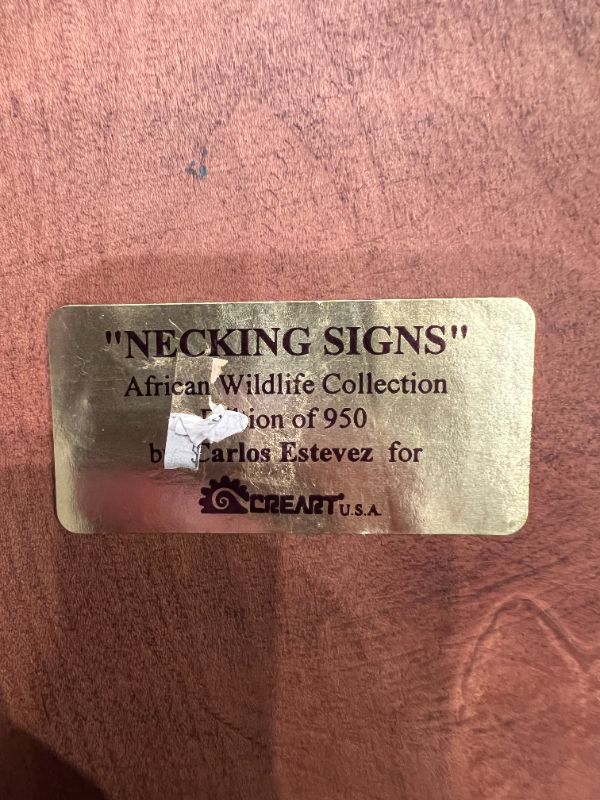 "NECKING SIGNS"
African Wildlife Collection
of 950
Carlos Estevez for
CREART U.S.A.